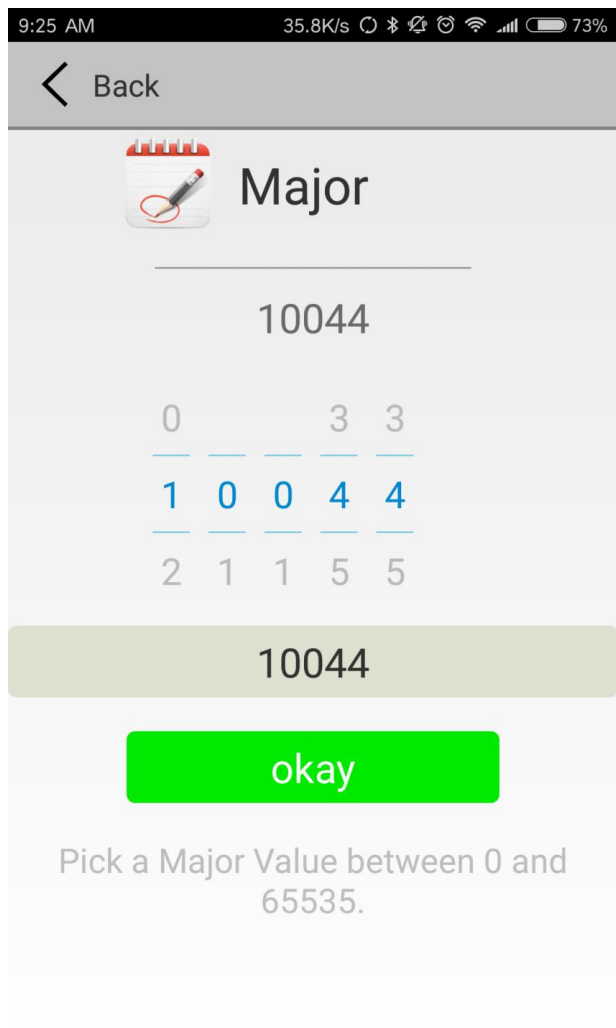 9:25 AM 35.8K/s 73%
Back
Major
10044
0 3 3
1 0 0 4 4
2 1 1 5 5
10044
okay
Pick a Major Value between 0 and
65535.